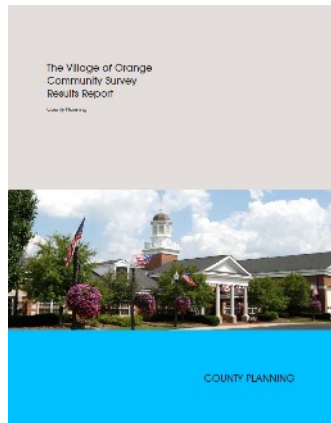 The Village of Orange
Community Survey
Results Report
County Planning
COUNTY PLANNING